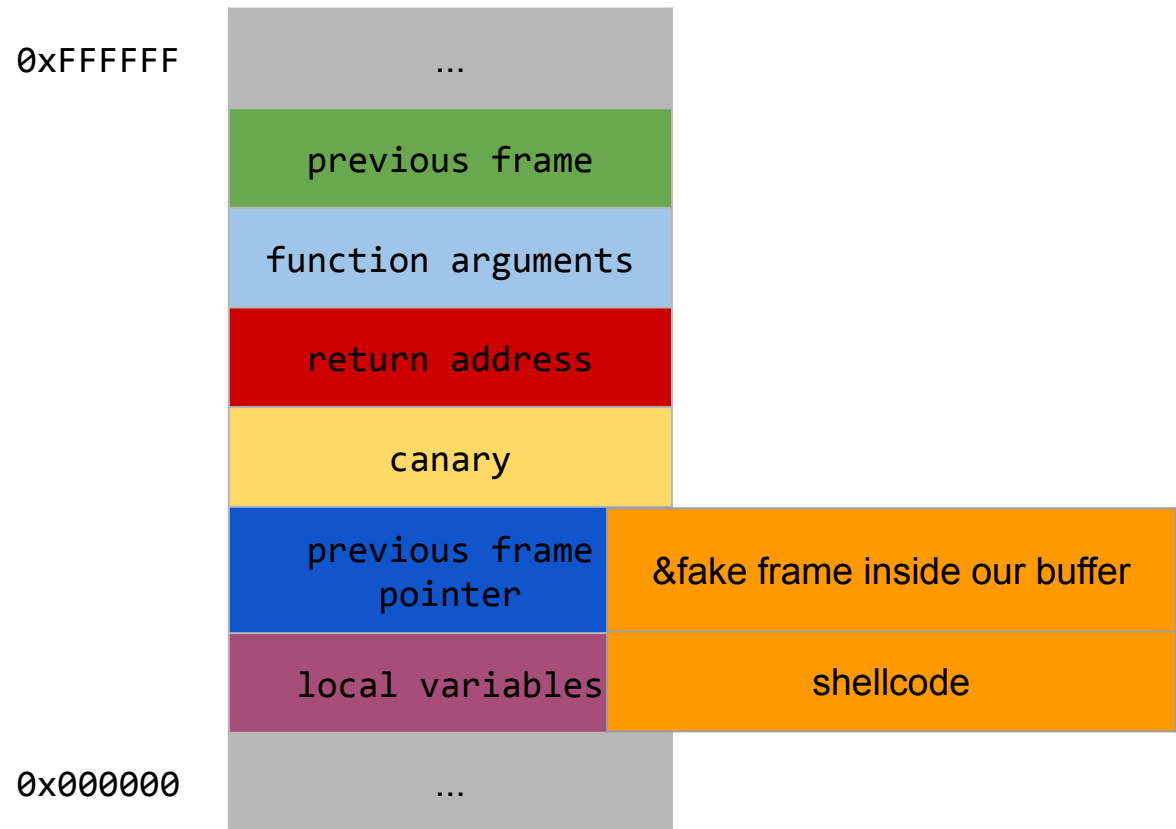 0xFFFFFF
...
previous frame
function arguments
return address
canary
previous frame
pointer
&fake frame inside our buffer
local variables
shellcode
0x000000
...